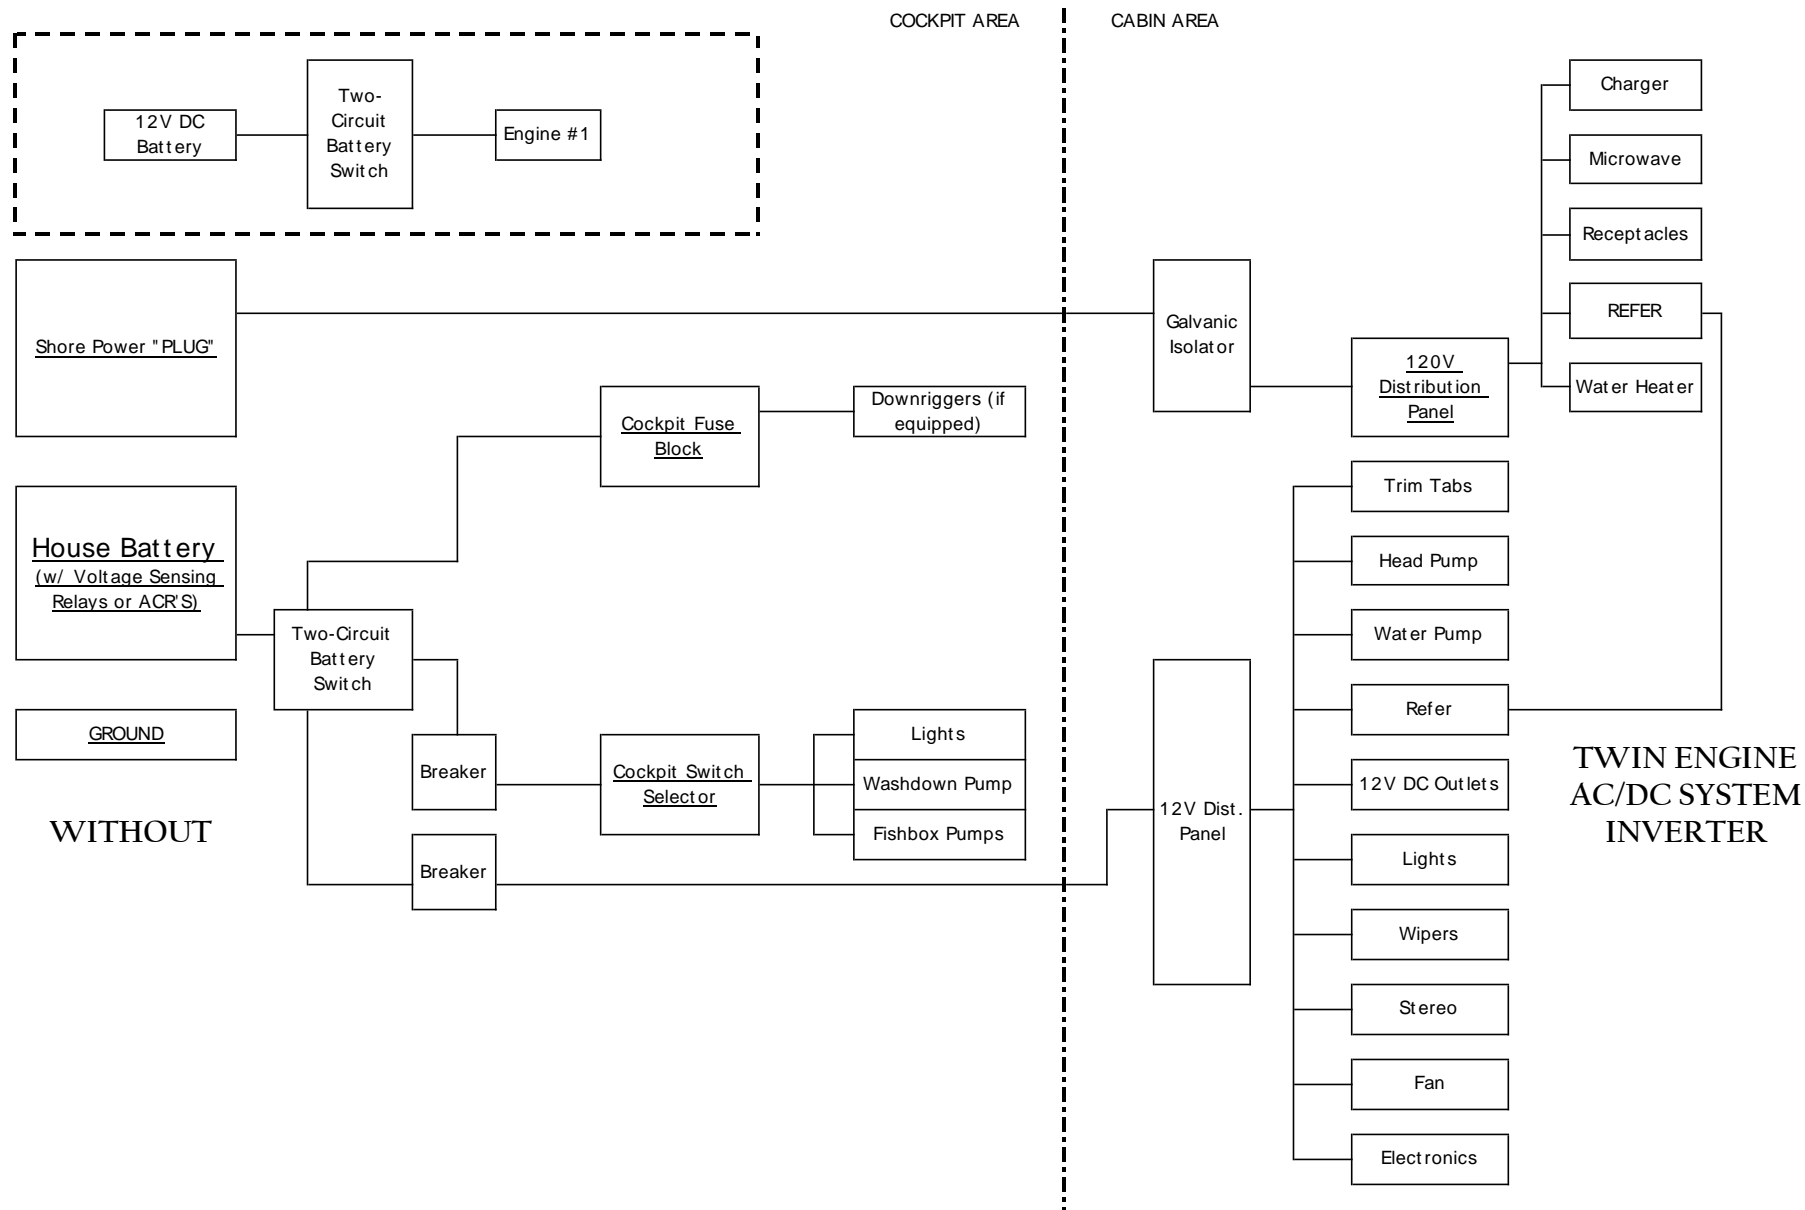 COCKPIT AREA
CABIN AREA
12V DC
Battery
Two-
Circuit
Battery
Switch
Engine #1
Charger
Microwave
Receptacles
REFER
Water Heater
Shore Power "PLUG"
Galvanic
Isolator
120V
Distribution
Panel
Cockpit Fuse
Block
Downriggers (if
equipped)
House Battery
(w/ Voltage Sensing
Relays or ACR'S)
Two-Circuit
Battery
Switch
GROUND
WITHOUT
Breaker
Cockpit Switch
Selector
Lights
Washdown Pump
Fishbox Pumps
Breaker
12V Dist.
Panel
Trim Tabs
Head Pump
Water Pump
Refer
12V DC Outlets
Lights
Wipers
Stereo
Fan
Electronics
TWIN ENGINE
AC/DC SYSTEM
INVERTER